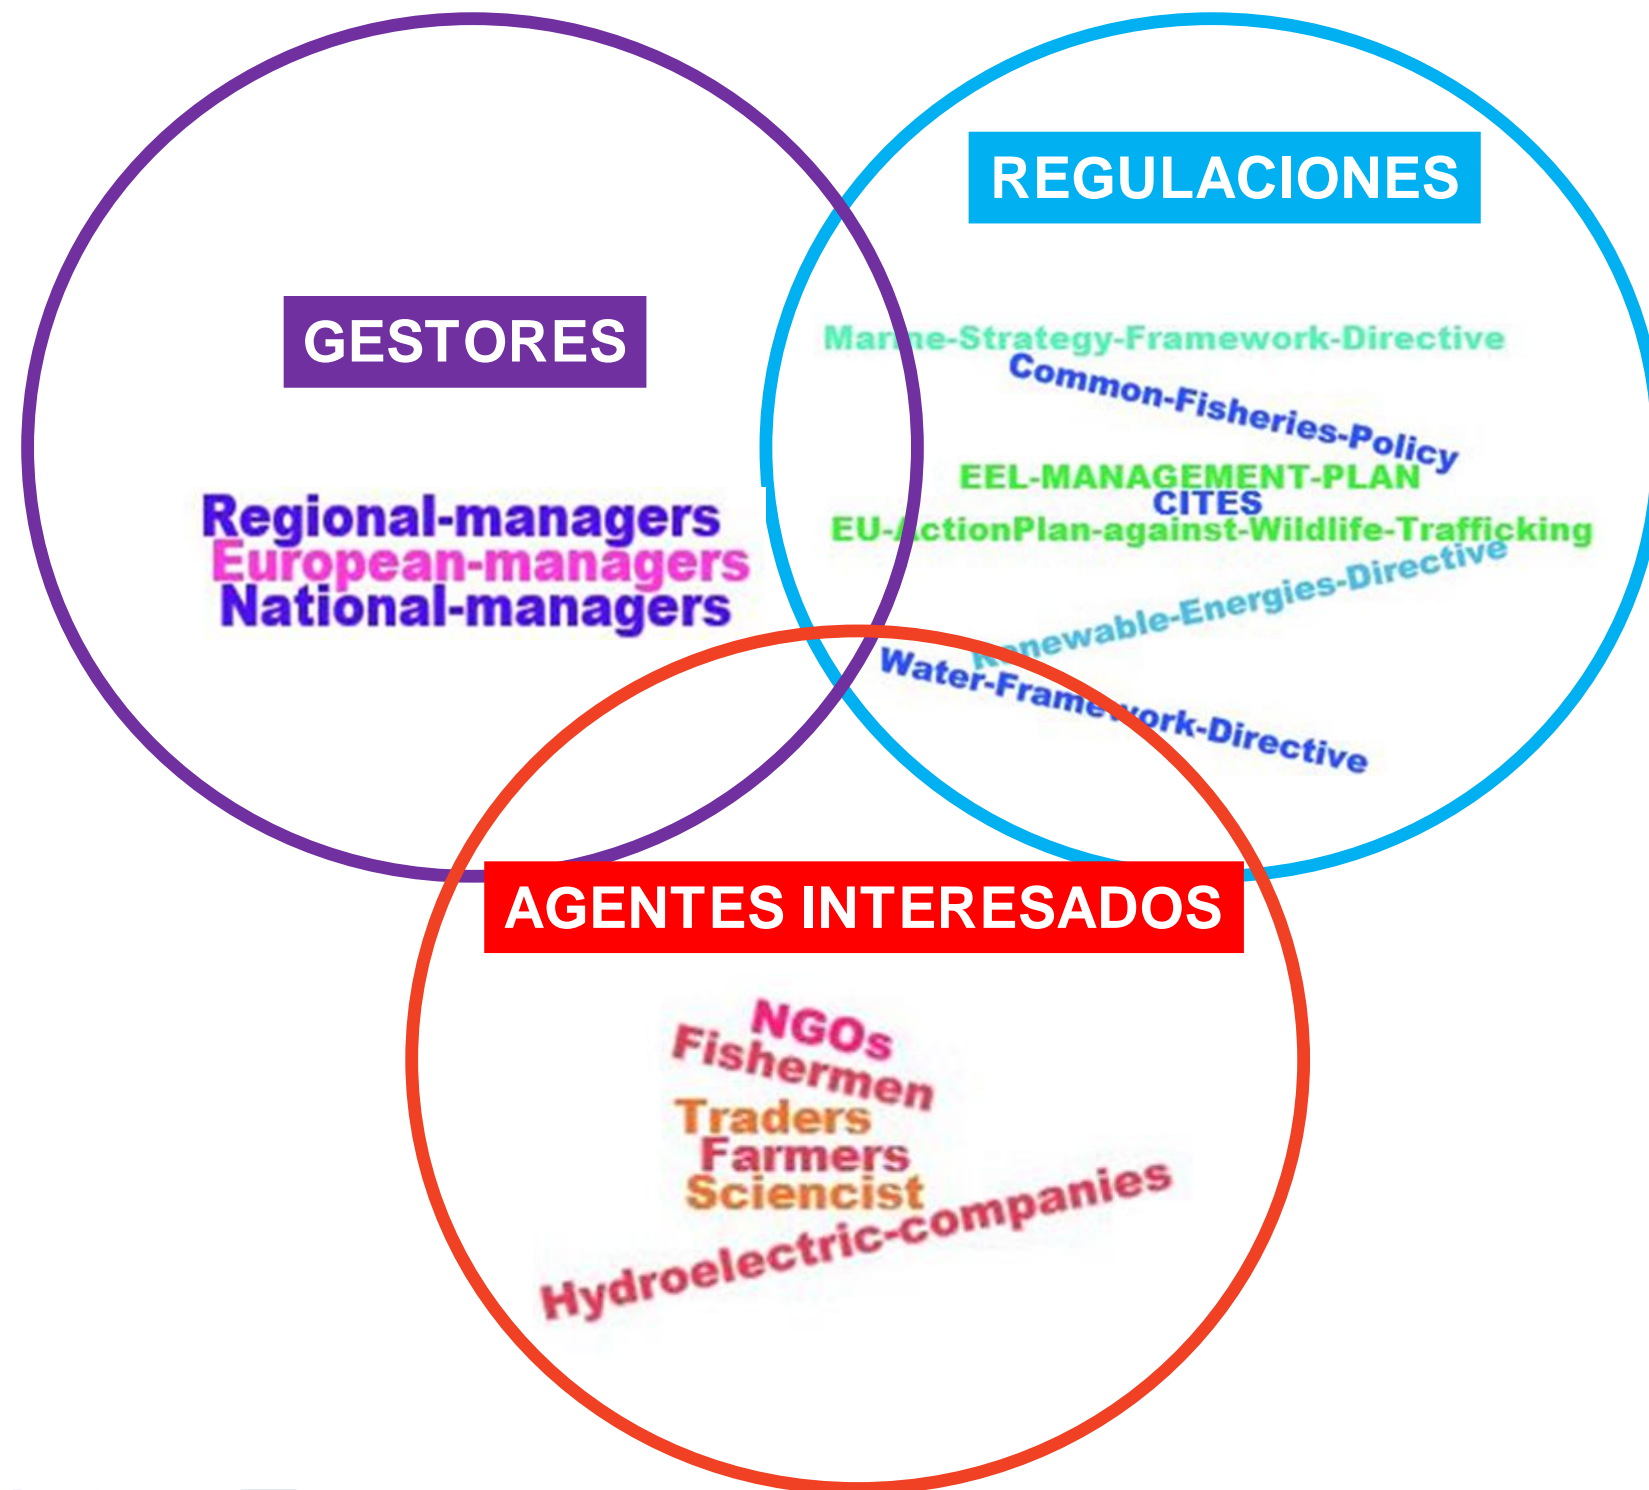 REGULACIONES
GESTORES
Marine-Strategy-Framework-Directive
Common-Fisheries-Policy
EEL-MANAGEMENT-PLAN
CITES
EU-ActionPlan-against-Wildlife-Trafficking
Renewable-Energies-Directive
Water-Framework-Directive
Regional-managers
European-managers
National-managers
AGENTES INTERESADOS
NGOs
Fishermen
Traders
Farmers
Sciencist
Hydroelectric-companies